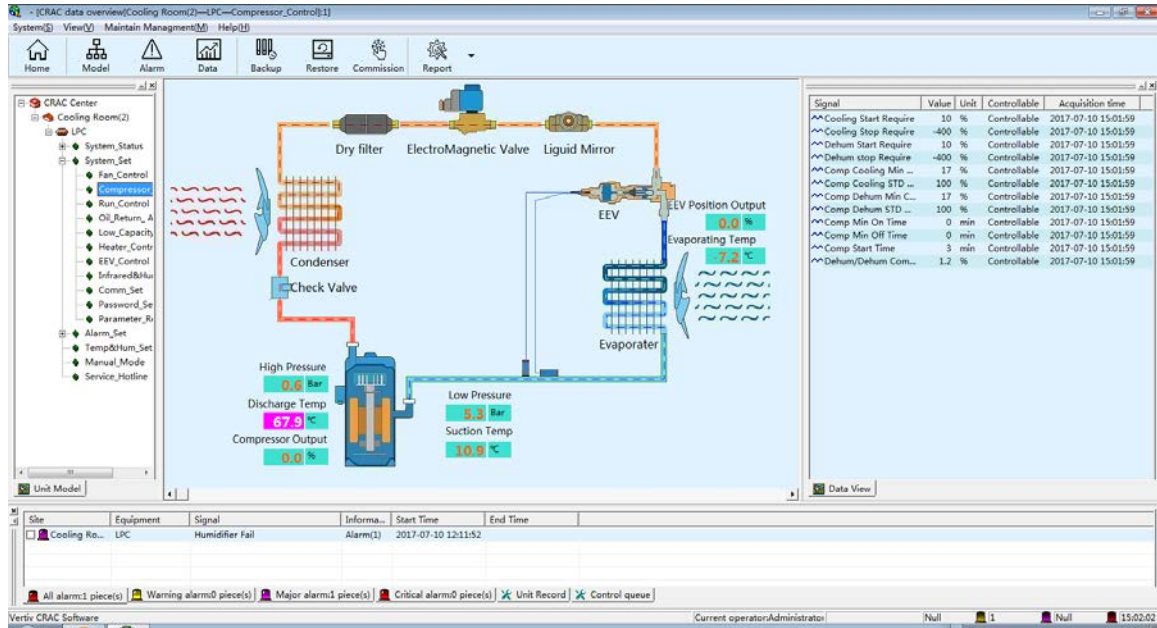 - [CRAC data overview(Cooling Room(2)—LPC—Compressor_Control):1]
System(S) View(V) Maintain Managment(M) Help(H)
Home Model Alarm Data Backup Restore Commission Report
CRAC Center
Cooling Room(2)
LPC
System_Status
System_Set
Fan_Control
Compressor_
Run_Control
Oil_Return_ A
Low_Capacity
Heater_Contr
EEV_Control
Infrared&Hu
Comm_Set
Password_Se
Parameter_R
Alarm_Set
Temp&Hum_Set
Manual_Mode
Service_Hotline
Unit Model
Dry filter
ElectroMagnetic Valve
Liguid Mirror
EEV
EEV Position Output
0.0 %
Evaporating Temp
-7.2 ℃
Condenser
Check Valve
Evaporater
High Pressure
0.6 Bar
Discharge Temp
67.9 ℃
Compressor Output
0.0 %
Low Pressure
5.3 Bar
Suction Temp
10.9 ℃
Signal Value Unit Controllable Acquisition time
Cooling Start Require 10 % Controllable 2017-07-10 15:01:59
Cooling Stop Require -400 % Controllable 2017-07-10 15:01:59
Dehum Start Require 10 % Controllable 2017-07-10 15:01:59
Dehum stop Require -400 % Controllable 2017-07-10 15:01:59
Comp Cooling Min ... 17 % Controllable 2017-07-10 15:01:59
Comp Cooling STD ... 100 % Controllable 2017-07-10 15:01:59
Comp Dehum Min C... 17 % Controllable 2017-07-10 15:01:59
Comp Dehum STD ... 100 % Controllable 2017-07-10 15:01:59
Comp Min On Time 0 min Controllable 2017-07-10 15:01:59
Comp Min Off Time 0 min Controllable 2017-07-10 15:01:59
Comp Start Time 3 min Controllable 2017-07-10 15:01:59
Dehum/Dehum Com... 1.2 % Controllable 2017-07-10 15:01:59
Data View
Site Equipment Signal Informa... Start Time End Time
Cooling Ro... LPC Humidifier Fail Alarm(1) 2017-07-10 12:11:52
All alarm:1 piece(s) Warning alarm:0 piece(s) Major alarm:1 piece(s) Critical alarm:0 piece(s) Unit Record Control queue
Vertiv CRAC Software Current operator:Administrator Null 1 Null 15:02:02